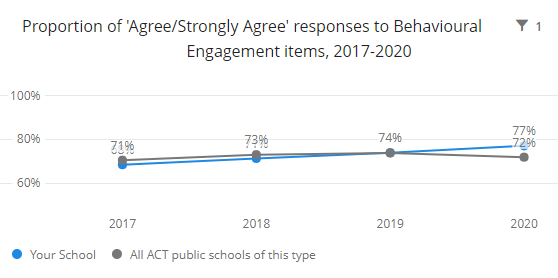 Proportion of 'Agree/Strongly Agree' responses to Behavioural
1
Engagement items, 2017-2020
100%
80%
60%
71%
73%
74%
77%
72%
2017 2018 2019 2020
Your School All ACT public schools of this type